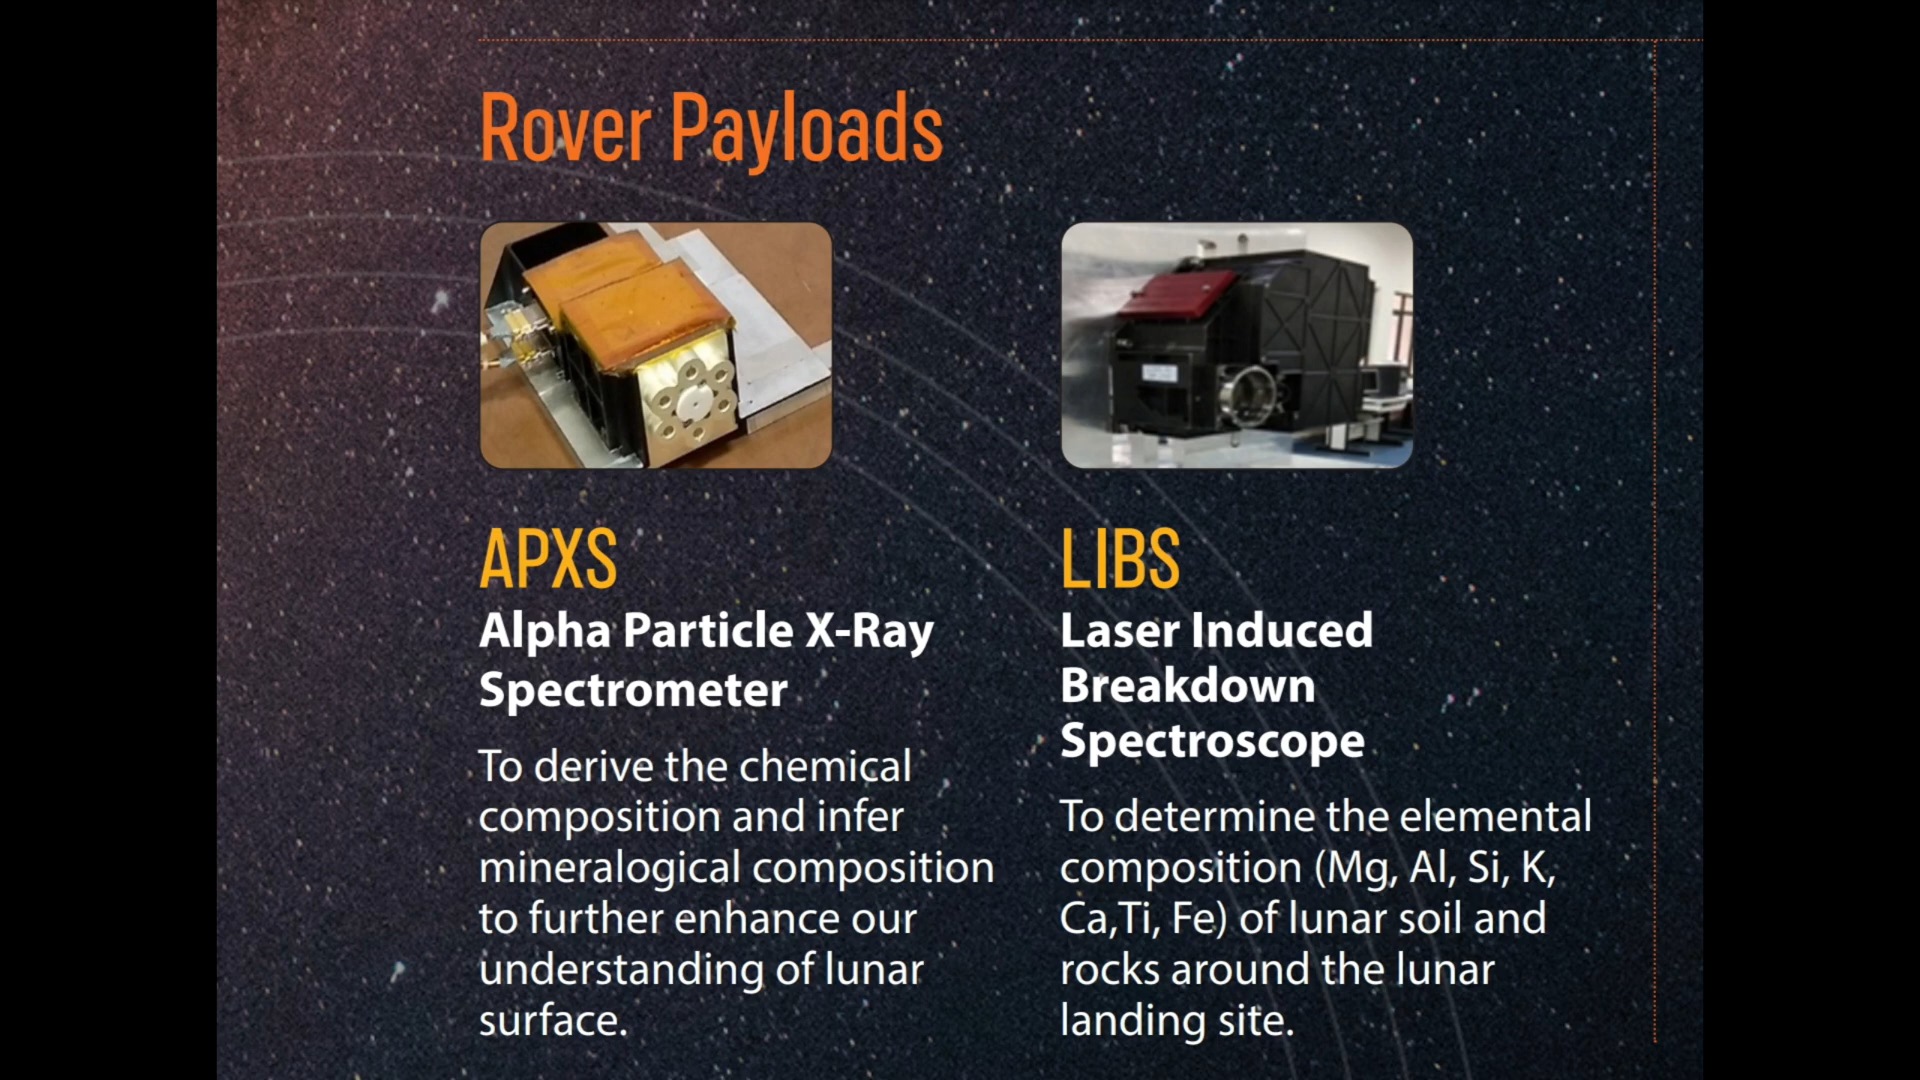 Rover Payloads
APXS
Alpha Particle X-Ray
Spectrometer
To derive the chemical
composition and infer
mineralogical composition
to further enhance our
understanding of lunar
surface.
LIBS
Laser Induced
Breakdown
Spectroscope
To determine the elemental
composition (Mg, Al, Si, K,
Ca,Ti, Fe) of lunar soil and
rocks around the lunar
landing site.